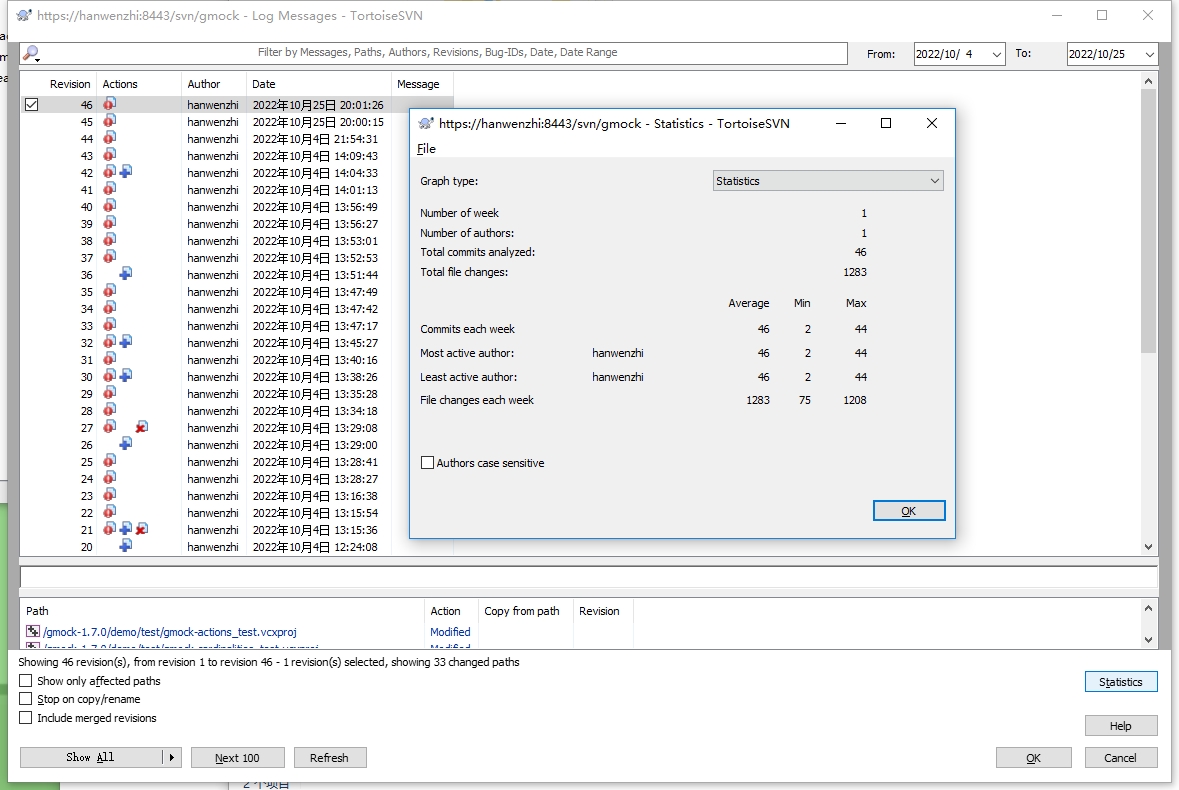 https://hanwenzhi:8443/svn/gmock - Log Messages - TortoiseSVN
Filter by Messages, Paths, Authors, Revisions, Bug-IDs, Date, Date Range
From: 2022/10/ 4 To: 2022/10/25
Revision Actions Author Date Message
46 hanwenzhi 2022年10月25日 20:01:26
45 hanwenzhi 2022年10月25日 20:00:15
44 hanwenzhi 2022年10月4日 21:54:31
43 hanwenzhi 2022年10月4日 14:09:43
42 hanwenzhi 2022年10月4日 14:04:33
41 hanwenzhi 2022年10月4日 14:01:13
40 hanwenzhi 2022年10月4日 13:56:49
39 hanwenzhi 2022年10月4日 13:56:27
38 hanwenzhi 2022年10月4日 13:53:01
37 hanwenzhi 2022年10月4日 13:52:53
36 hanwenzhi 2022年10月4日 13:51:44
35 hanwenzhi 2022年10月4日 13:47:49
34 hanwenzhi 2022年10月4日 13:47:42
33 hanwenzhi 2022年10月4日 13:47:17
32 hanwenzhi 2022年10月4日 13:45:27
31 hanwenzhi 2022年10月4日 13:40:16
30 hanwenzhi 2022年10月4日 13:38:26
29 hanwenzhi 2022年10月4日 13:35:28
28 hanwenzhi 2022年10月4日 13:34:18
27 hanwenzhi 2022年10月4日 13:29:08
26 hanwenzhi 2022年10月4日 13:29:00
25 hanwenzhi 2022年10月4日 13:28:41
24 hanwenzhi 2022年10月4日 13:28:27
23 hanwenzhi 2022年10月4日 13:16:38
22 hanwenzhi 2022年10月4日 13:15:54
21 hanwenzhi 2022年10月4日 13:15:36
20 hanwenzhi 2022年10月4日 12:24:08
https://hanwenzhi:8443/svn/gmock - Statistics - TortoiseSVN
File
Graph type: Statistics
Number of week 1
Number of authors: 1
Total commits analyzed: 46
Total file changes: 1283
Average Min Max
Commits each week 46 2 44
Most active author: hanwenzhi 46 2 44
Least active author: hanwenzhi 46 2 44
File changes each week 1283 75 1208
Authors case sensitive
OK
Path Action Copy from path Revision
/gmock-1.7.0/demo/test/gmock-actions_test.vcxproj Modified
Showing 46 revision(s), from revision 1 to revision 46 - 1 revision(s) selected, showing 33 changed paths
Show only affected paths
Statistics
Stop on copy/rename
Include merged revisions
Help
Show All Next 100 Refresh OK Cancel
2 个项目